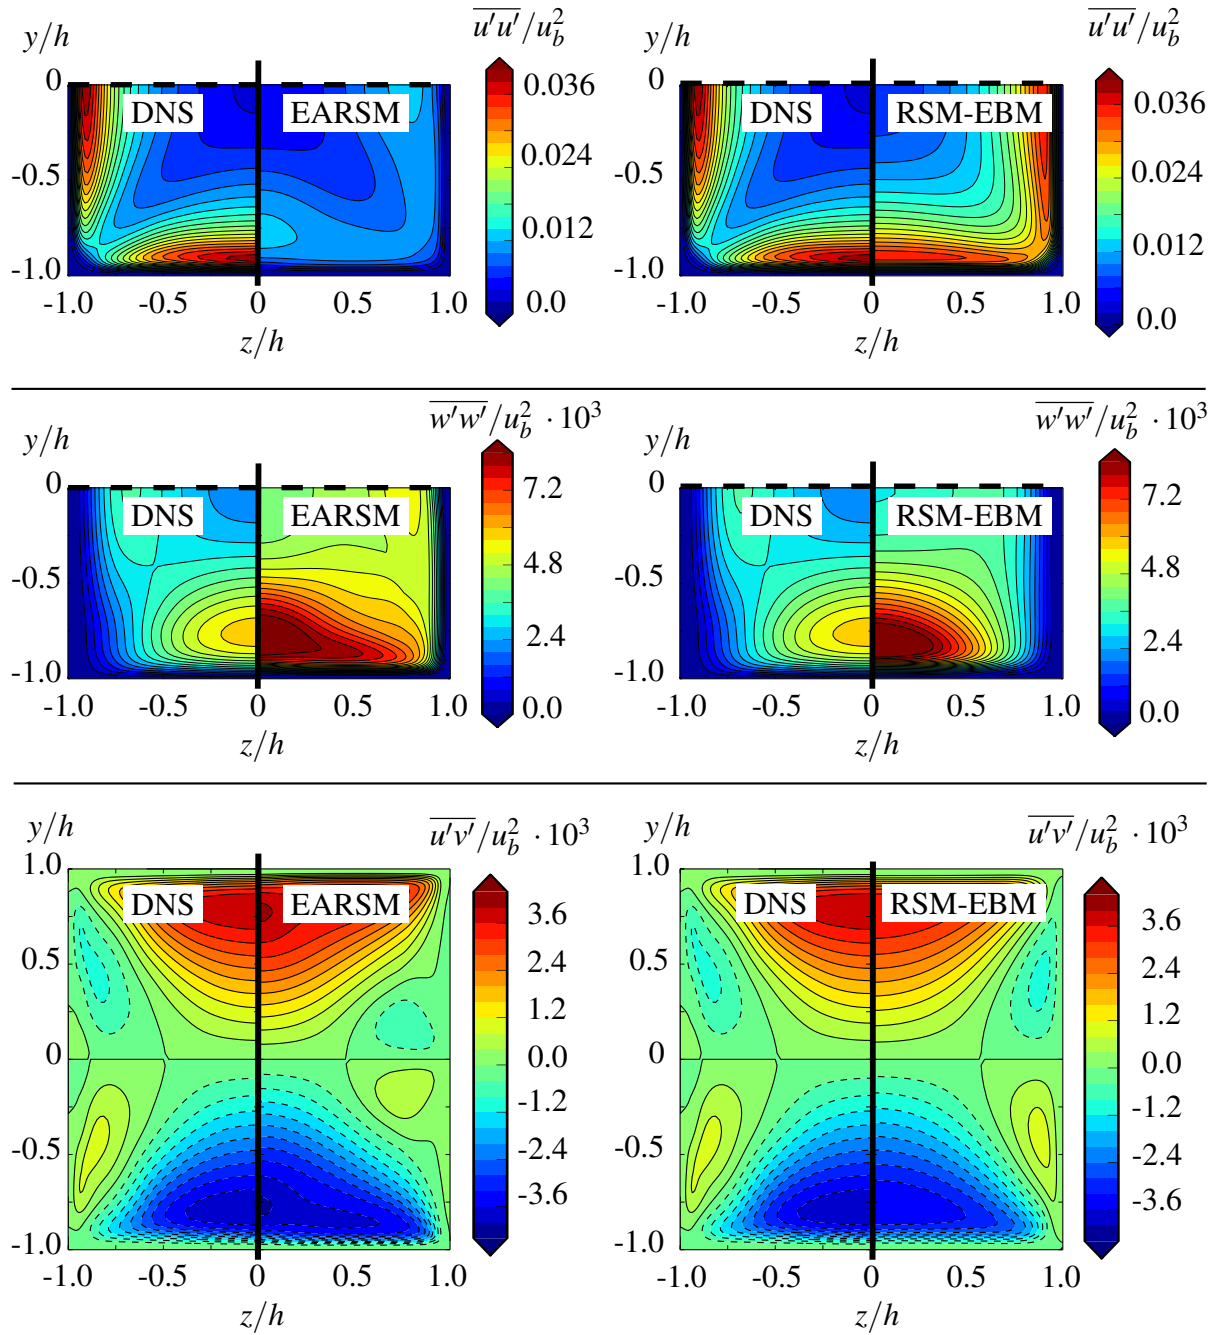 y/h
u'u'/u_b^2
0
-0.5
-1.0
DNS
EARSM
0.036
0.024
0.012
0.0
-1.0 -0.5 0 0.5 1.0
z/h
u'u'/u_b^2
0
-0.5
-1.0
DNS
RSM-EBM
0.036
0.024
0.012
0.0
-1.0 -0.5 0 0.5 1.0
z/h
y/h
w'w'/u_b^2 · 10^3
0
-0.5
-1.0
DNS
EARSM
7.2
4.8
2.4
0.0
-1.0 -0.5 0 0.5 1.0
z/h
y/h
w'w'/u_b^2 · 10^3
0
-0.5
-1.0
DNS
RSM-EBM
7.2
4.8
2.4
0.0
-1.0 -0.5 0 0.5 1.0
z/h
y/h
u'v'/u_b^2 · 10^3
1.0
0.5
0
-0.5
-1.0
DNS
EARSM
3.6
2.4
1.2
0.0
-1.2
-2.4
-3.6
-1.0 -0.5 0 0.5 1.0
z/h
y/h
u'v'/u_b^2 · 10^3
1.0
0.5
0
-0.5
-1.0
DNS
RSM-EBM
3.6
2.4
1.2
0.0
-1.2
-2.4
-3.6
-1.0 -0.5 0 0.5 1.0
z/h